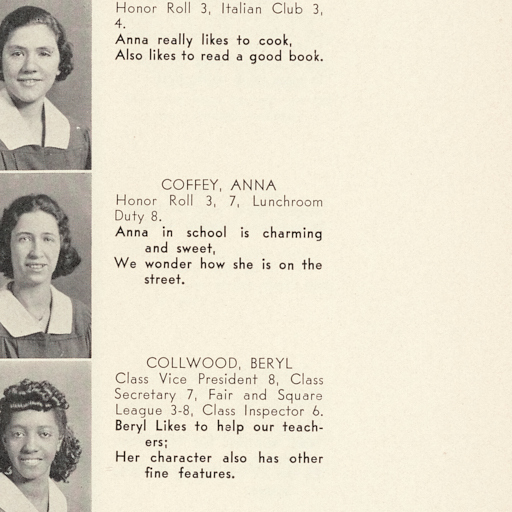 Honor Roll 3, Italian Club 3,
4.
Anna really likes to cook,
Also likes to read a good book.
COFFEY, ANNA
Honor Roll 3, 7, Lunchroom
Duty 8.
Anna in school is charming
and sweet,
We wonder how she is on the
street.
COLLWOOD, BERYL
Class Vice President 8, Class
Secretary 7, Fair and Square
League 3-8, Class Inspector 6.
Beryl Likes to help our teach-
ers;
Her character also has other
fine features.